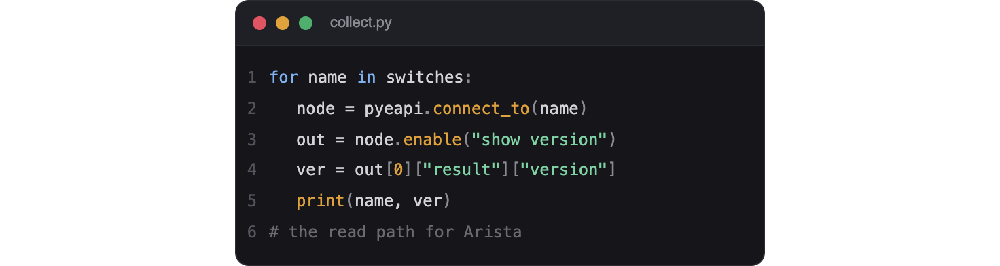 collect.py
1 for name in switches:
2 node = pyeapi.connect_to(name)
3 out = node.enable("show version")
4 ver = out[0]["result"]["version"]
5 print(name, ver)
6 # the read path for Arista